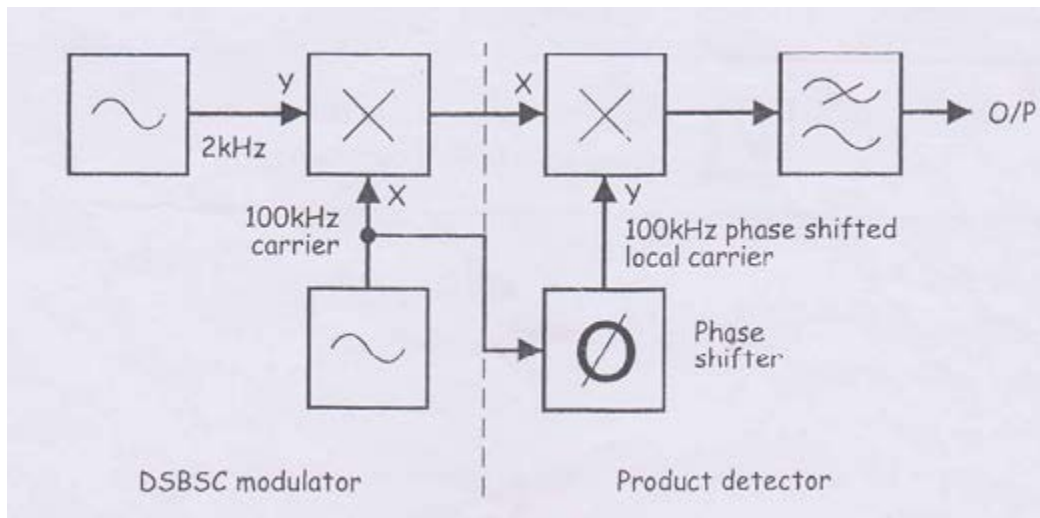 Y
2kHz
X
100kHz
carrier
X
Y
100kHz phase shifted
local carrier
O/P
Ø
Phase
shifter
DSBSC modulator
Product detector